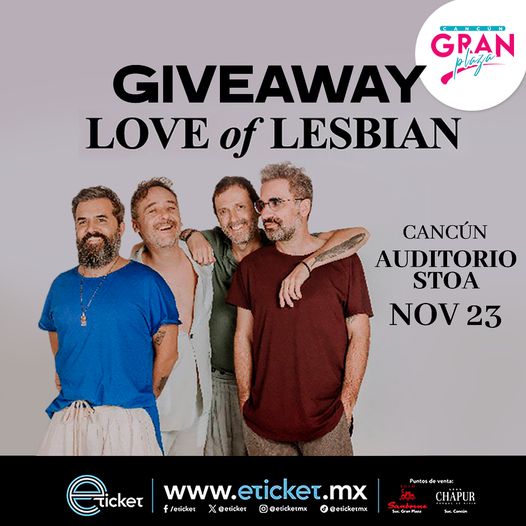 CANCÚN
GRAN
plaza
GIVEAWAY
LOVE of LESBIAN
CANCÚN
AUDITORIO
STOA
NOV 23
eticket
www.eticket.mx
/eticket @eticket @eticketmx @eticketmx
Puntos de venta:
Sanborns
Suc. Gran Plaza
CHAPUR
Suc. Cancún